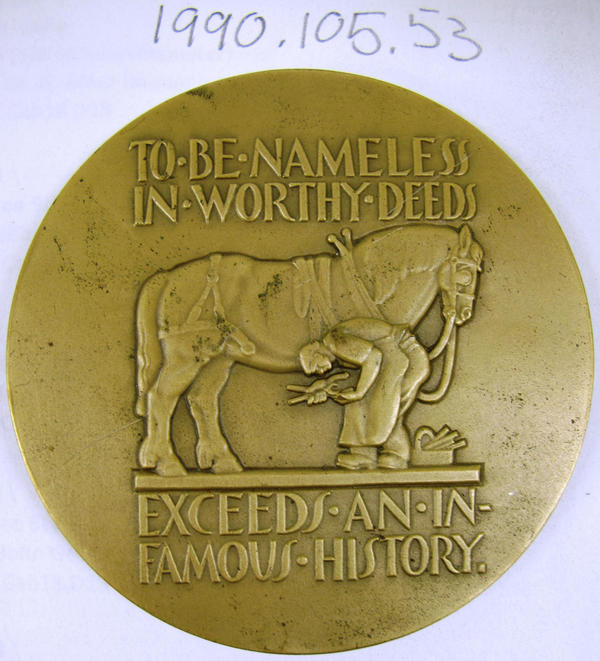 1990.105.53
TO·BE·NAMELESS
IN·WORTHY·DEEDS
EXCEEDS·AN·IN-
FAMOUS·HISTORY.